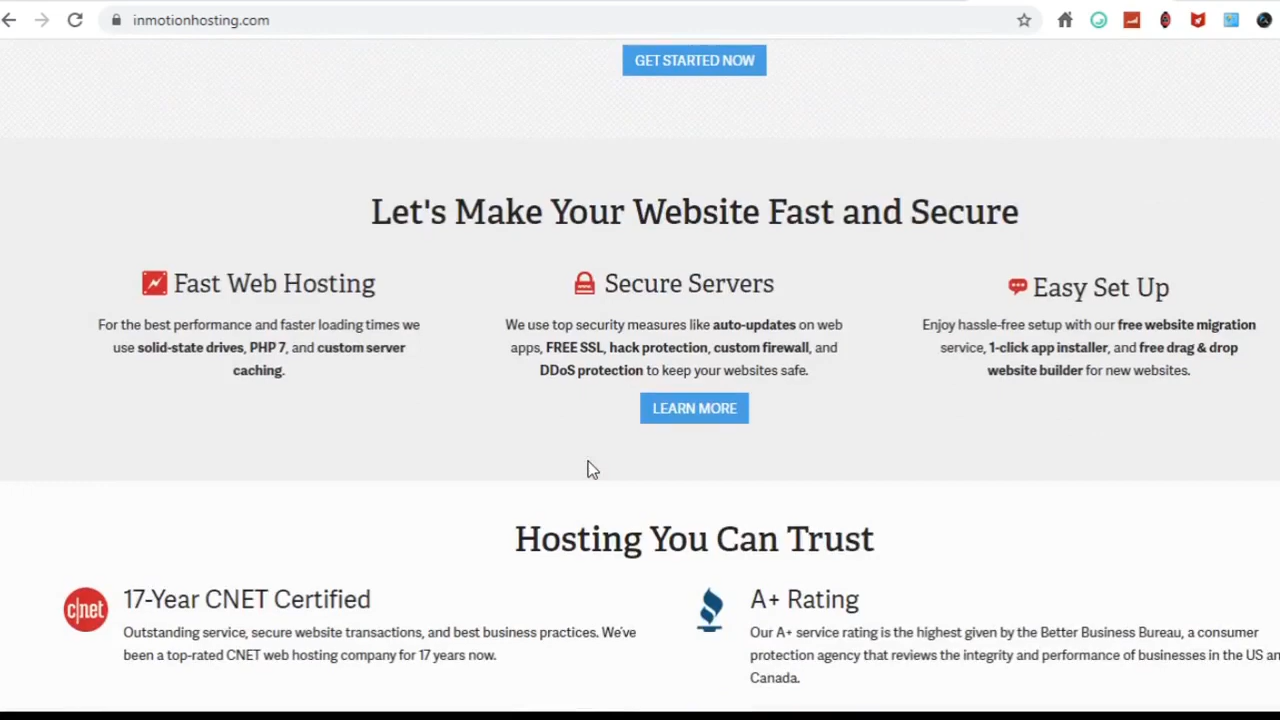 inmotionhosting.com
GET STARTED NOW
Let's Make Your Website Fast and Secure
Fast Web Hosting
For the best performance and faster loading times we
use solid-state drives, PHP 7, and custom server
caching.
Secure Servers
We use top security measures like auto-updates on web
apps, FREE SSL, hack protection, custom firewall, and
DDoS protection to keep your websites safe.
Easy Set Up
Enjoy hassle-free setup with our free website migration
service, 1-click app installer, and free drag & drop
website builder for new websites.
LEARN MORE
Hosting You Can Trust
c|net
17-Year CNET Certified
Outstanding service, secure website transactions, and best business practices. We've
been a top-rated CNET web hosting company for 17 years now.
A+ Rating
Our A+ service rating is the highest given by the Better Business Bureau, a consumer
protection agency that reviews the integrity and performance of businesses in the US
Canada.